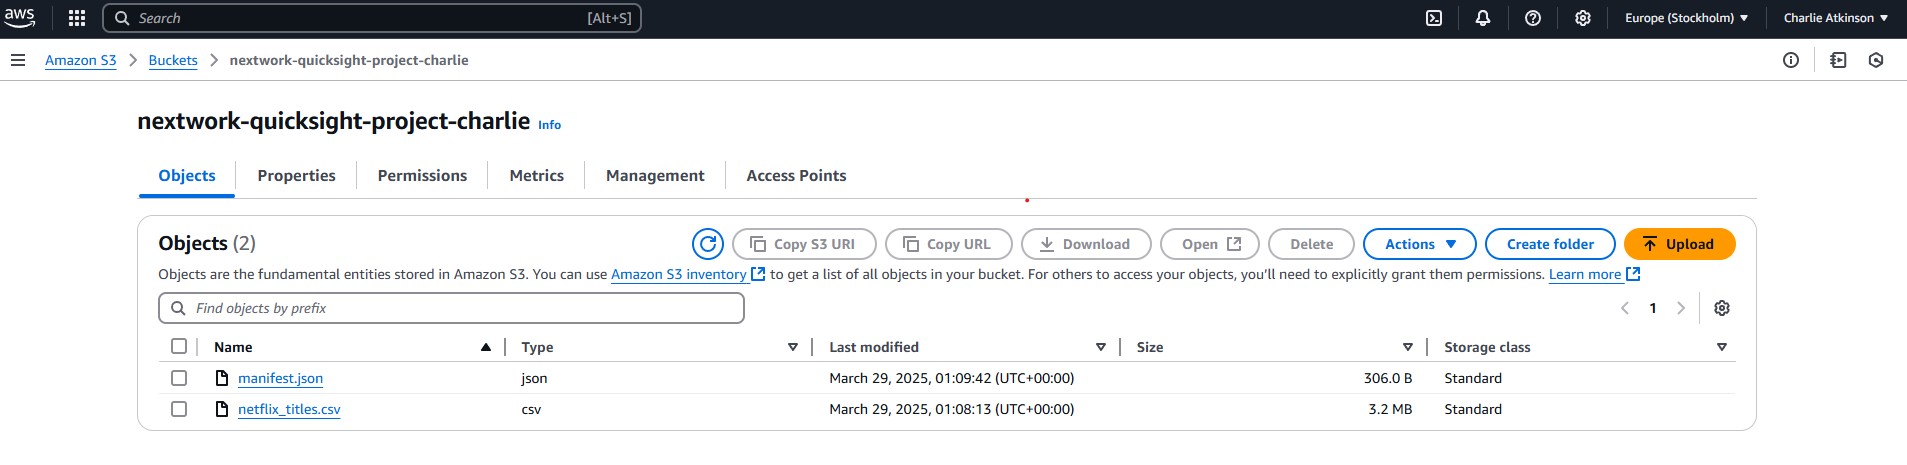 aws Search [Alt+S] Europe (Stockholm) Charlie Atkinson
Amazon S3 Buckets nextwork-quicksight-project-charlie
nextwork-quicksight-project-charlie Info
Objects Properties Permissions Metrics Management Access Points
Objects (2) Copy S3 URI Copy URL Download Open Delete Actions Create folder Upload
Objects are the fundamental entities stored in Amazon S3. You can use Amazon S3 inventory to get a list of all objects in your bucket. For others to access your objects, you’ll need to explicitly grant them permissions. Learn more
Find objects by prefix 1
Name Type Last modified Size Storage class
manifest.json json March 29, 2025, 01:09:42 (UTC+00:00) 306.0 B Standard
netflix_titles.csv csv March 29, 2025, 01:08:13 (UTC+00:00) 3.2 MB Standard